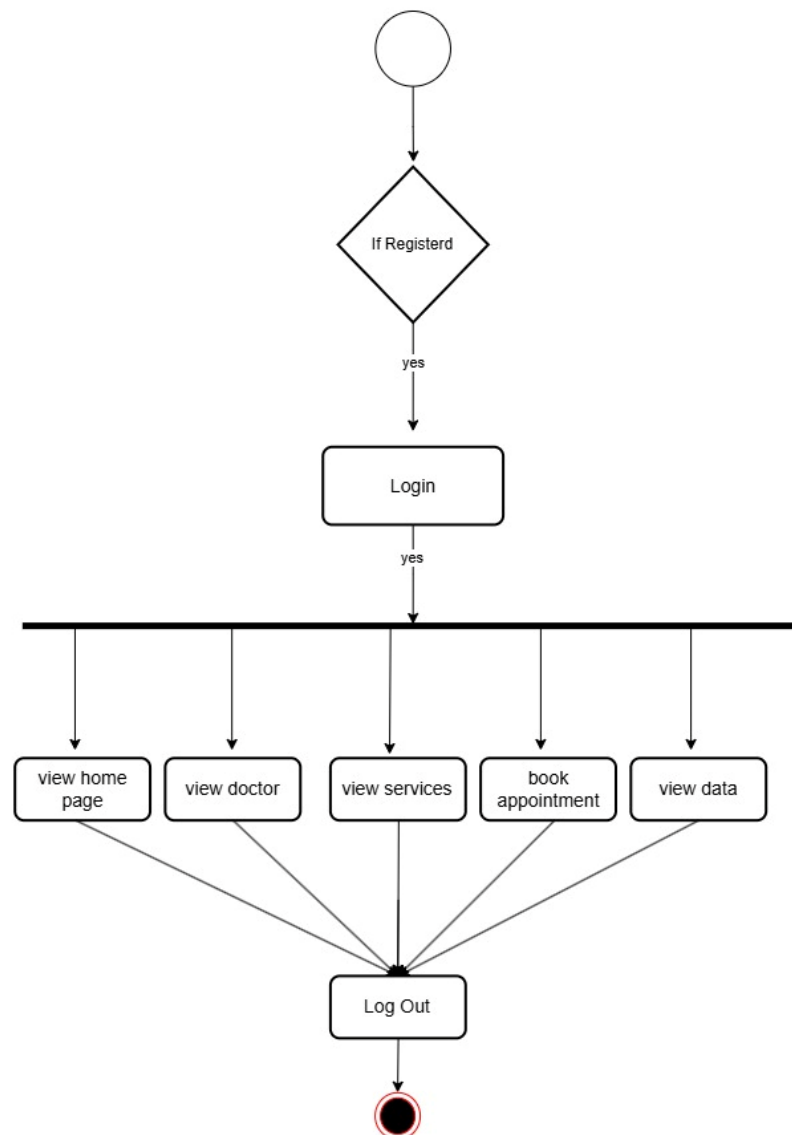 If Registerd
yes
Login
yes
view home
page
view doctor
view services
book
appointment
view data
Log Out